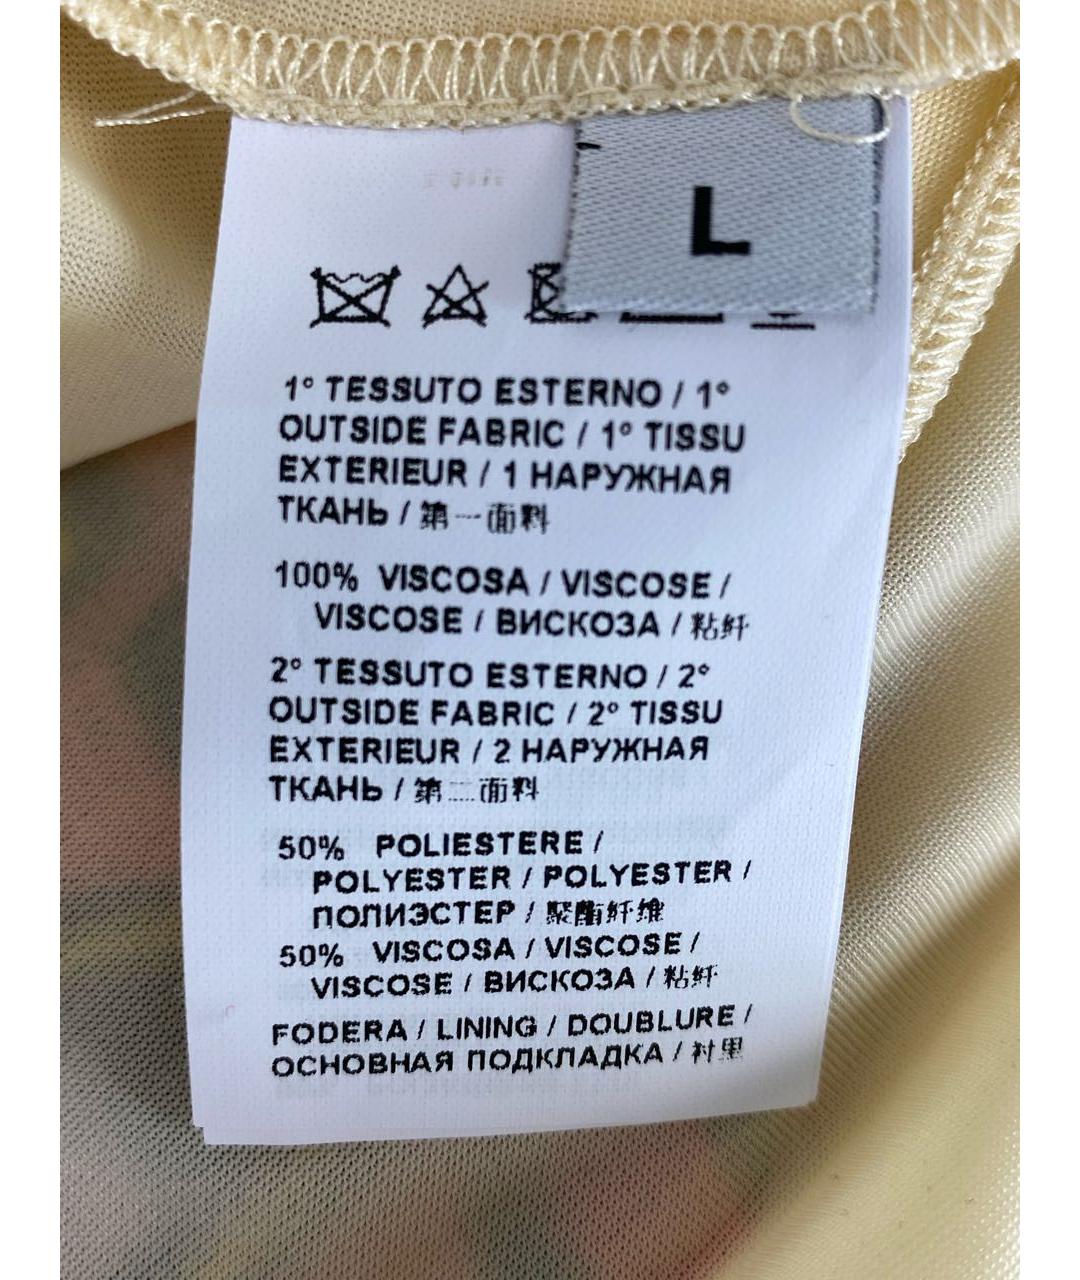 L
1° TESSUTO ESTERNO / 1°
OUTSIDE FABRIC / 1° TISSU
EXTERIEUR / 1 НАРУЖНАЯ
ТКАНЬ / 第一面料
100% VISCOSA / VISCOSE /
VISCOSE / ВИСКОЗА / 粘纤
2° TESSUTO ESTERNO / 2°
OUTSIDE FABRIC / 2° TISSU
EXTERIEUR / 2 НАРУЖНАЯ
ТКАНЬ / 第二面料
50% POLIESTERE /
POLYESTER / POLYESTER /
ПОЛИЭСТЕР / 聚酯纤维
50% VISCOSA / VISCOSE /
VISCOSE / ВИСКОЗА / 粘纤
FODERA / LINING / DOUBLURE /
ОСНОВНАЯ ПОДКЛАДКА / 衬里